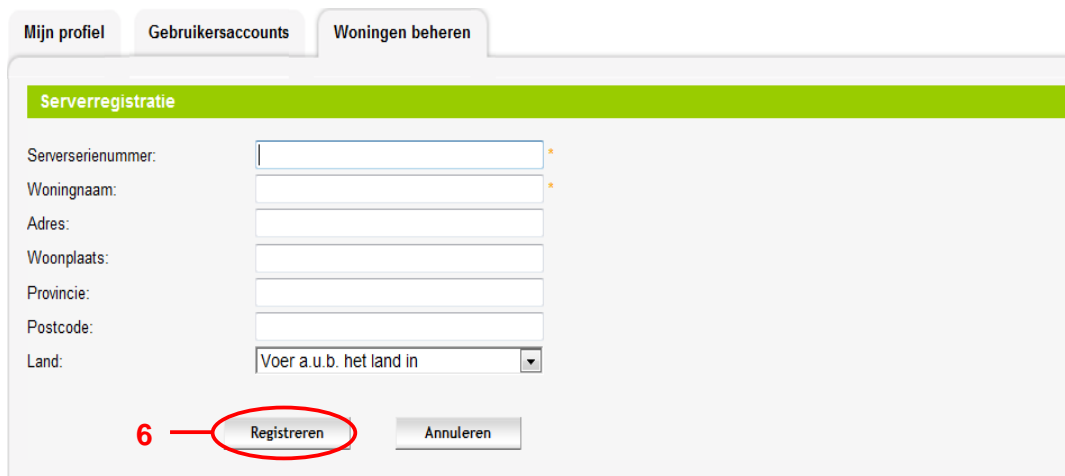 Mijn profiel Gebruikersaccounts Woningen beheren
Serverregistratie
Serverserienummer: *
Woningnaam: *
Adres:
Woonplaats:
Provincie:
Postcode:
Land: Voer a.u.b. het land in
6 Registreren Annuleren